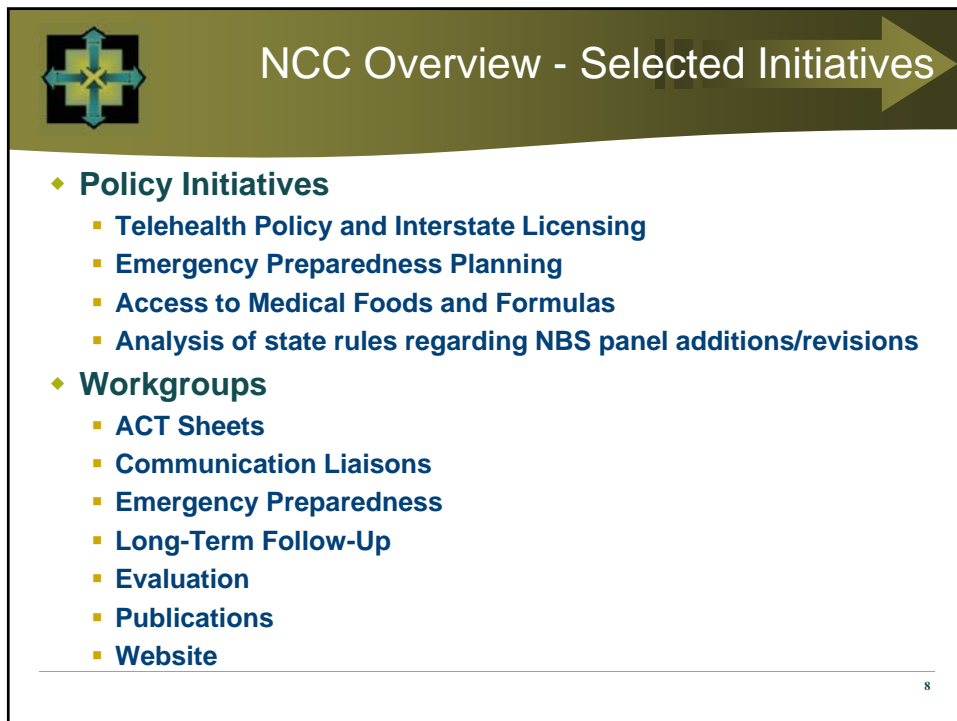 NCC Overview - Selected Initiatives
Policy Initiatives
Telehealth Policy and Interstate Licensing
Emergency Preparedness Planning
Access to Medical Foods and Formulas
Analysis of state rules regarding NBS panel additions/revisions
Workgroups
ACT Sheets
Communication Liaisons
Emergency Preparedness
Long-Term Follow-Up
Evaluation
Publications
Website
8